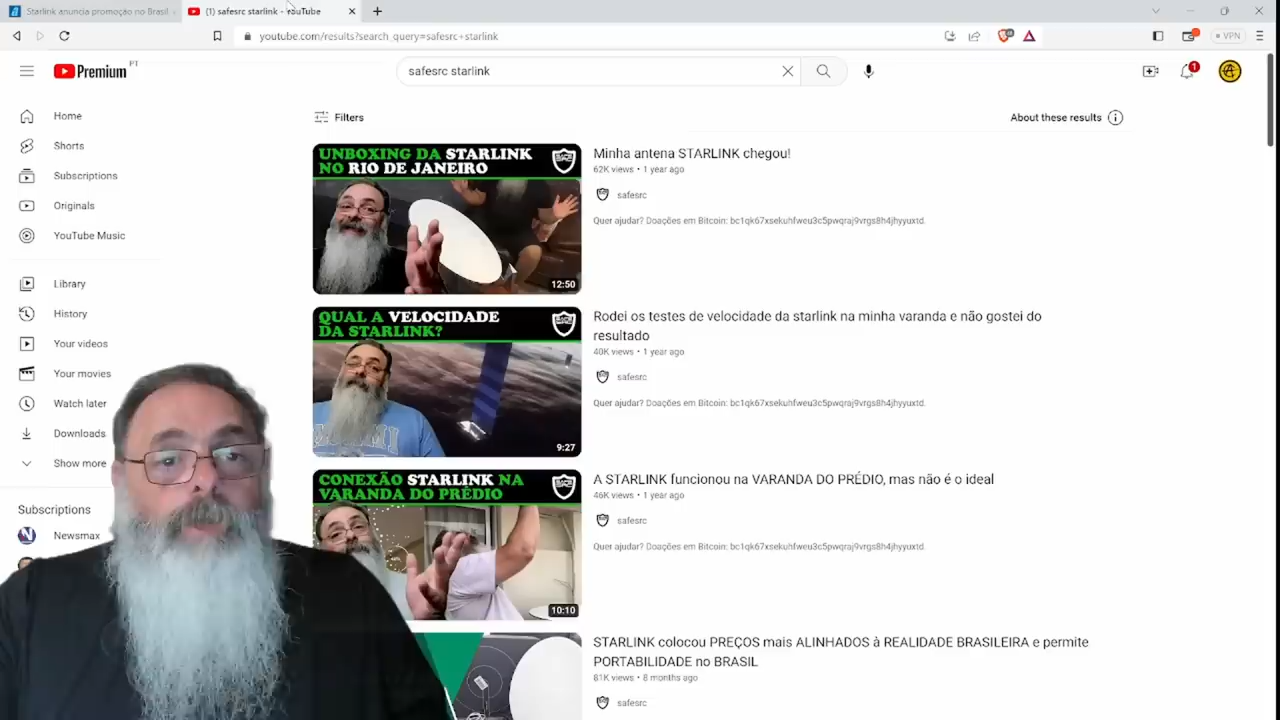 Starlink anuncia promoção no Brasil
(1) safesrc starlink - YouTube
youtube.com/results?search_query=safesrc+starlink
VPN
Premium
PT
safesrc starlink
1
Home
Shorts
Subscriptions
Originals
YouTube Music
Library
History
Your videos
Your movies
Watch later
Downloads
Show more
Subscriptions
Newsmax
Filters
About these results
UNBOXING DA STARLINK
NO RIO DE JANEIRO
12:50
Minha antena STARLINK chegou!
62K views • 1 year ago
safesrc
Quer ajudar? Doações em Bitcoin: bc1qk67xsekuhfweu3c5pwqraj9vrgs8h4jhyyuxtd.
QUAL A VELOCIDADE
DA STARLINK?
9:27
Rodei os testes de velocidade da starlink na minha varanda e não gostei do
resultado
40K views • 1 year ago
safesrc
Quer ajudar? Doações em Bitcoin: bc1qk67xsekuhfweu3c5pwqraj9vrgs8h4jhyyuxtd.
CONEXÃO STARLINK NA
VARANDA DO PRÉDIO
10:10
A STARLINK funcionou na VARANDA DO PRÉDIO, mas não é o ideal
46K views • 1 year ago
safesrc
Quer ajudar? Doações em Bitcoin: bc1qk67xsekuhfweu3c5pwqraj9vrgs8h4jhyyuxtd.
STARLINK colocou PREÇOS mais ALINHADOS à REALIDADE BRASILEIRA e permite
PORTABILIDADE no BRASIL
81K views • 8 months ago
safesrc